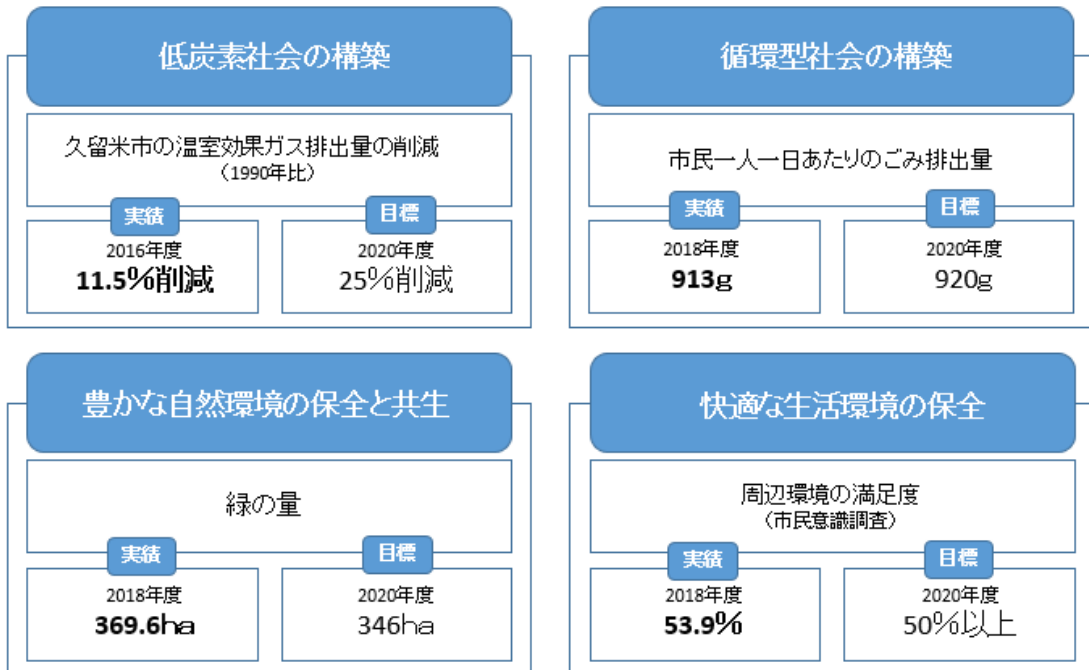 低炭素社会の構築
久留米市の温室効果ガス排出量の削減
（1990年比）
実績
2016年度
11.5%削減
目標
2020年度
25%削減
循環型社会の構築
市民一人一日あたりのごみ排出量
実績
2018年度
913g
目標
2020年度
920g
豊かな自然環境の保全と共生
緑の量
実績
2018年度
369.6ha
目標
2020年度
346ha
快適な生活環境の保全
周辺環境の満足度
（市民意識調査）
実績
2018年度
53.9%
目標
2020年度
50%以上